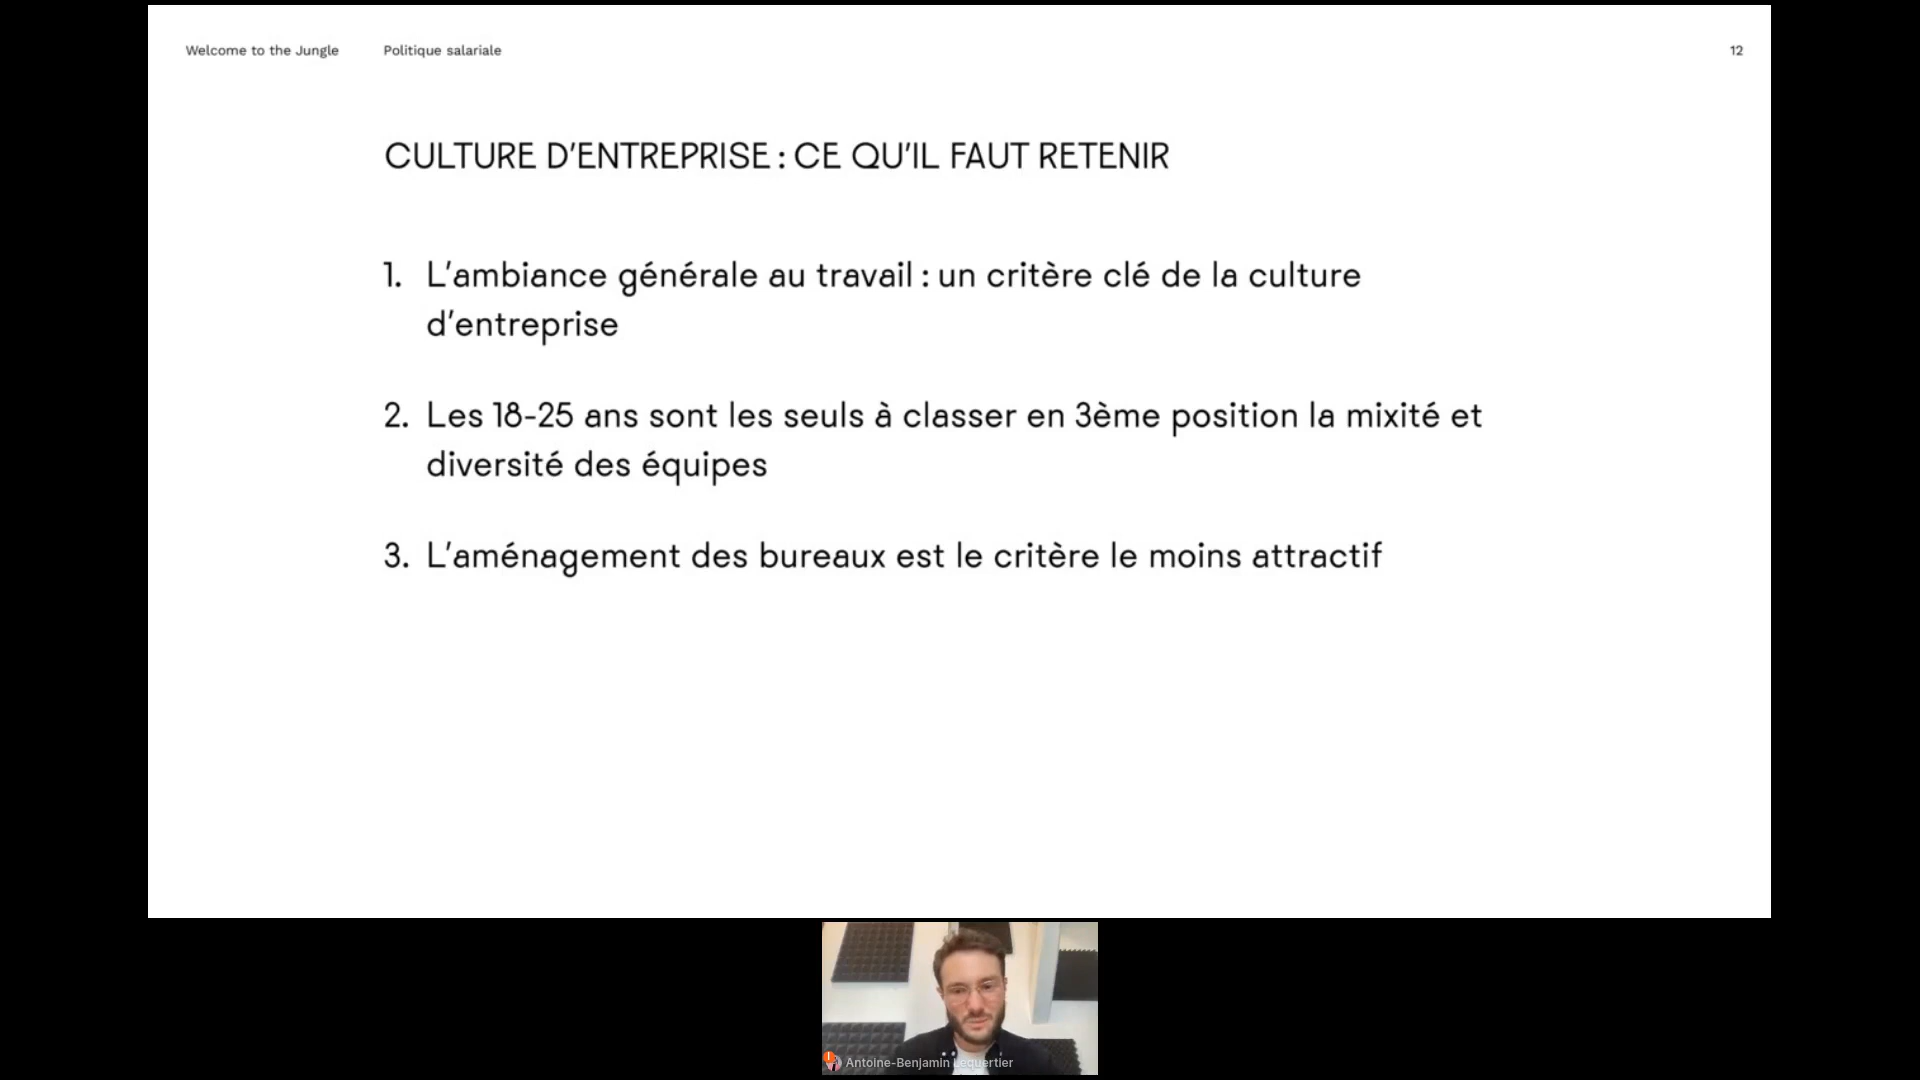 Welcome to the Jungle Politique salariale 12
CULTURE D'ENTREPRISE : CE QU'IL FAUT RETENIR
1. L'ambiance générale au travail : un critère clé de la culture
d'entreprise
2. Les 18-25 ans sont les seuls à classer en 3ème position la mixité et
diversité des équipes
3. L'aménagement des bureaux est le critère le moins attractif
Antoine-Benjamin Lequertier